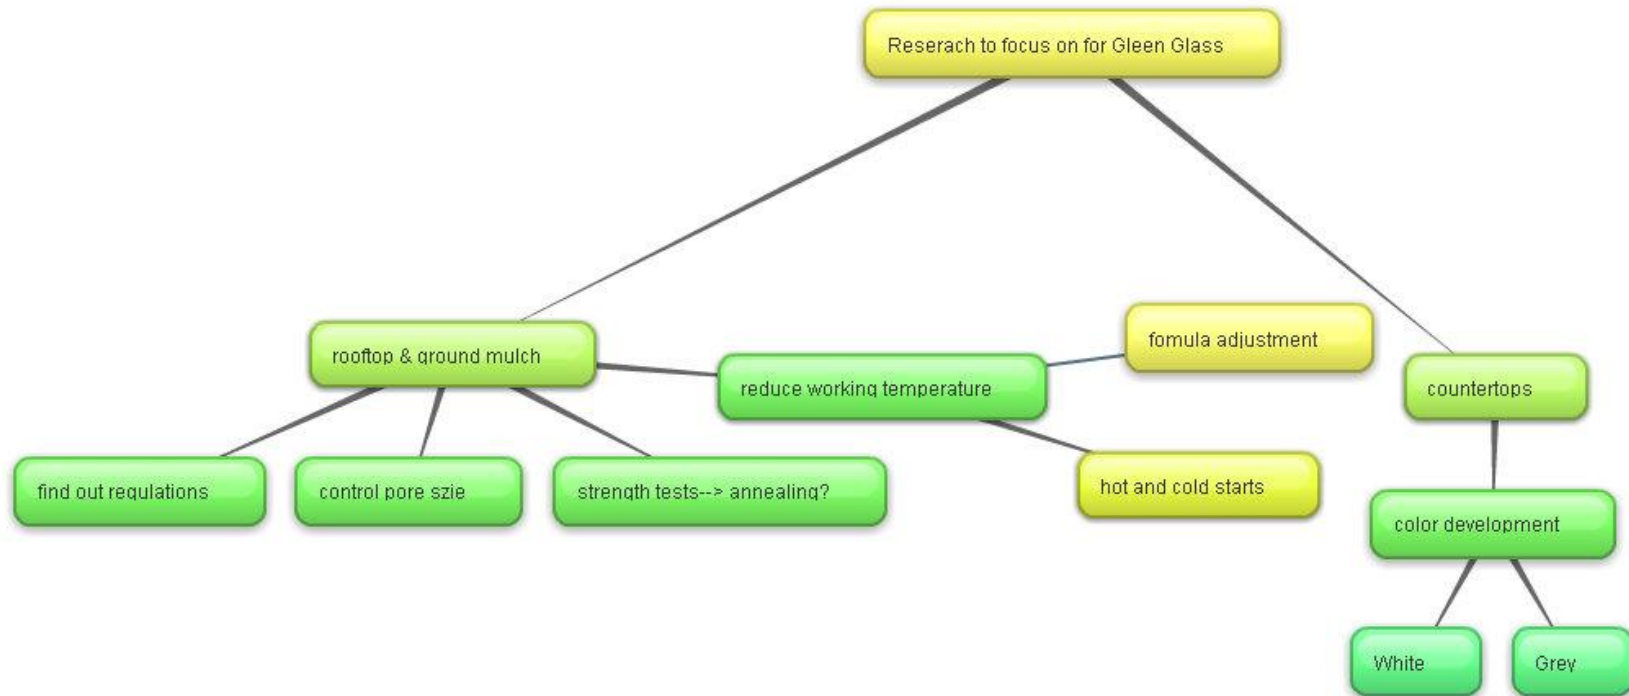 Reserach to focus on for Gleen Glass
rooftop & ground mulch
reduce working temperature
fomula adjustment
countertops
find out regulations
control pore szie
strength tests--> annealing?
hot and cold starts
color development
White
Grey